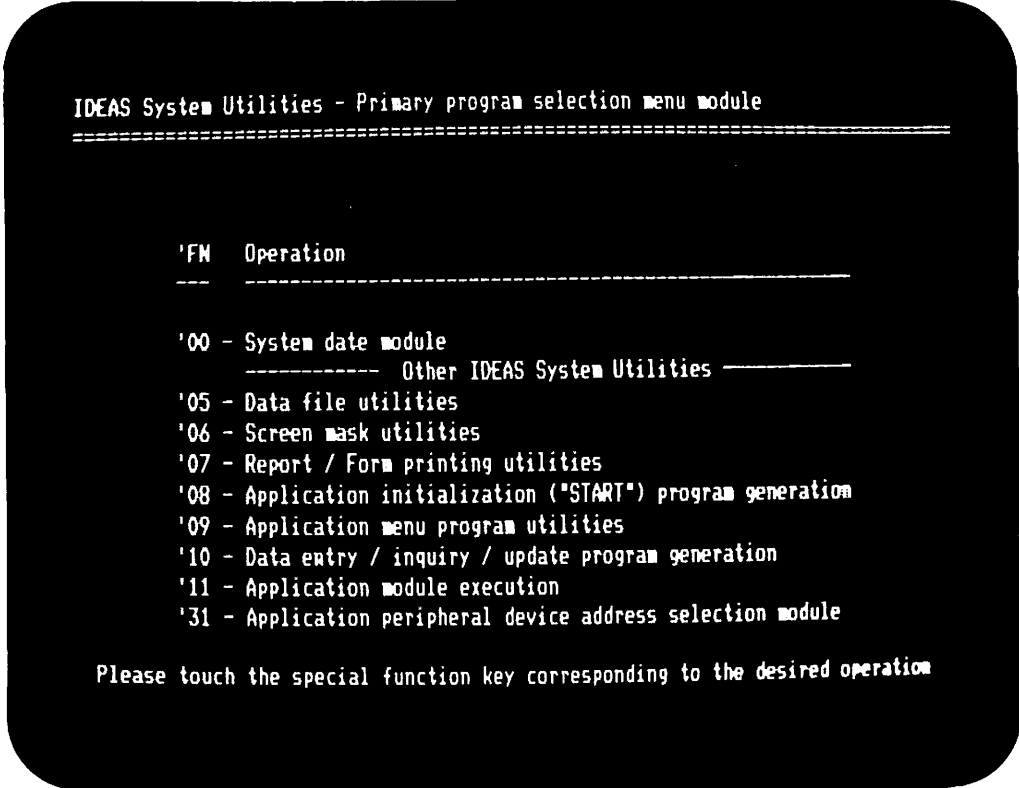 IDEAS System Utilities - Primary program selection menu module
==========================================================================
'FN Operation
--- ---------------------------------------------------------
'00 - System date module
------------ Other IDEAS System Utilities ------------
'05 - Data file utilities
'06 - Screen mask utilities
'07 - Report / Form printing utilities
'08 - Application initialization ("START") program generation
'09 - Application menu program utilities
'10 - Data entry / inquiry / update program generation
'11 - Application module execution
'31 - Application peripheral device address selection module
Please touch the special function key corresponding to the desired operation